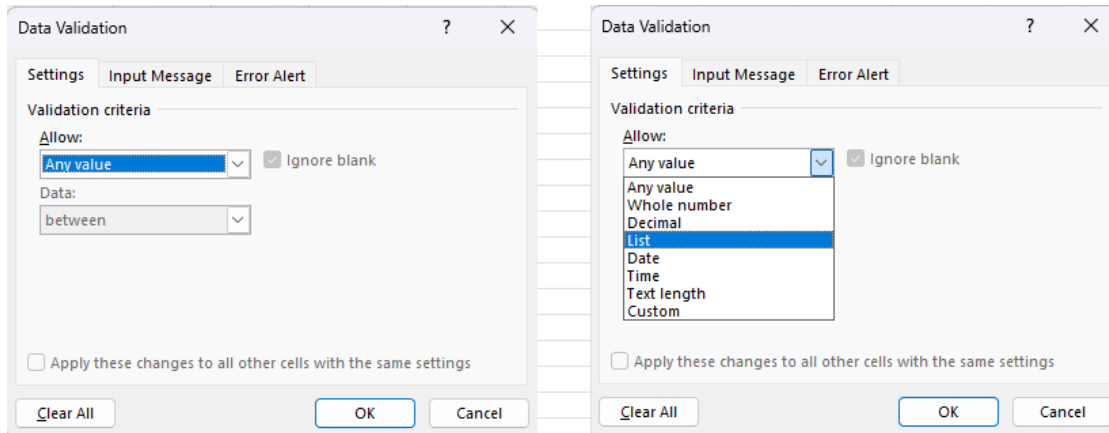 Data Validation ? ×
Settings Input Message Error Alert
Validation criteria
Allow:
Any value Ignore blank
Data:
between
Apply these changes to all other cells with the same settings
Clear All OK Cancel
Data Validation ? ×
Settings Input Message Error Alert
Validation criteria
Allow:
Any value Ignore blank
Any value
Whole number
Decimal
List
Date
Time
Text length
Custom
Apply these changes to all other cells with the same settings
Clear All OK Cancel